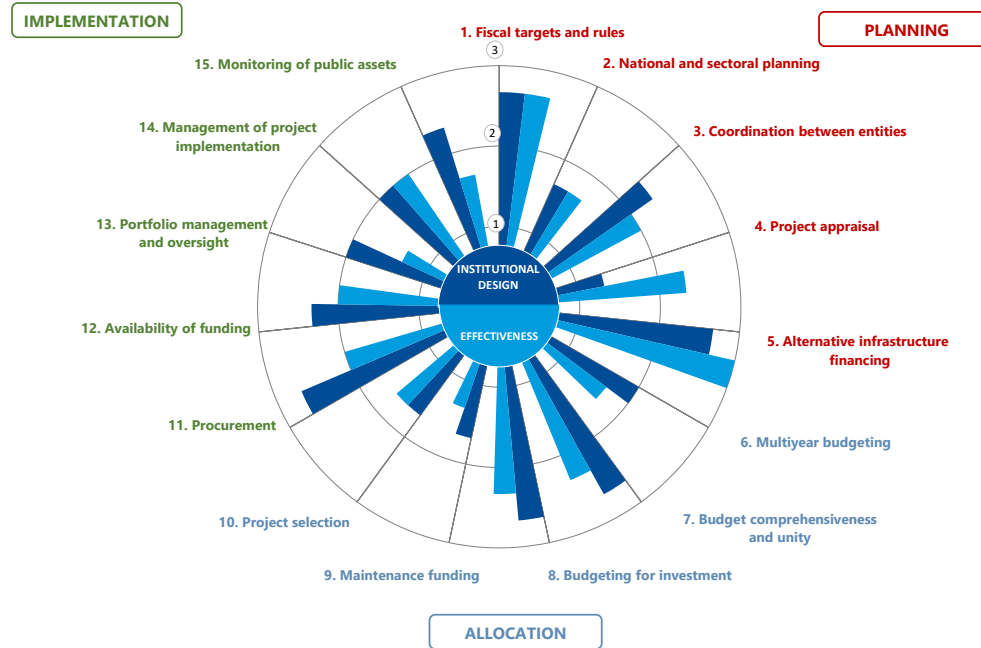 IMPLEMENTATION
PLANNING
1. Fiscal targets and rules
2. National and sectoral planning
3. Coordination between entities
4. Project appraisal
5. Alternative infrastructure
financing
6. Multiyear budgeting
7. Budget comprehensiveness
and unity
8. Budgeting for investment
9. Maintenance funding
10. Project selection
11. Procurement
12. Availability of funding
13. Portfolio management
and oversight
14. Management of project
implementation
15. Monitoring of public assets
3
2
1
INSTITUTIONAL
DESIGN
EFFECTIVENESS
ALLOCATION